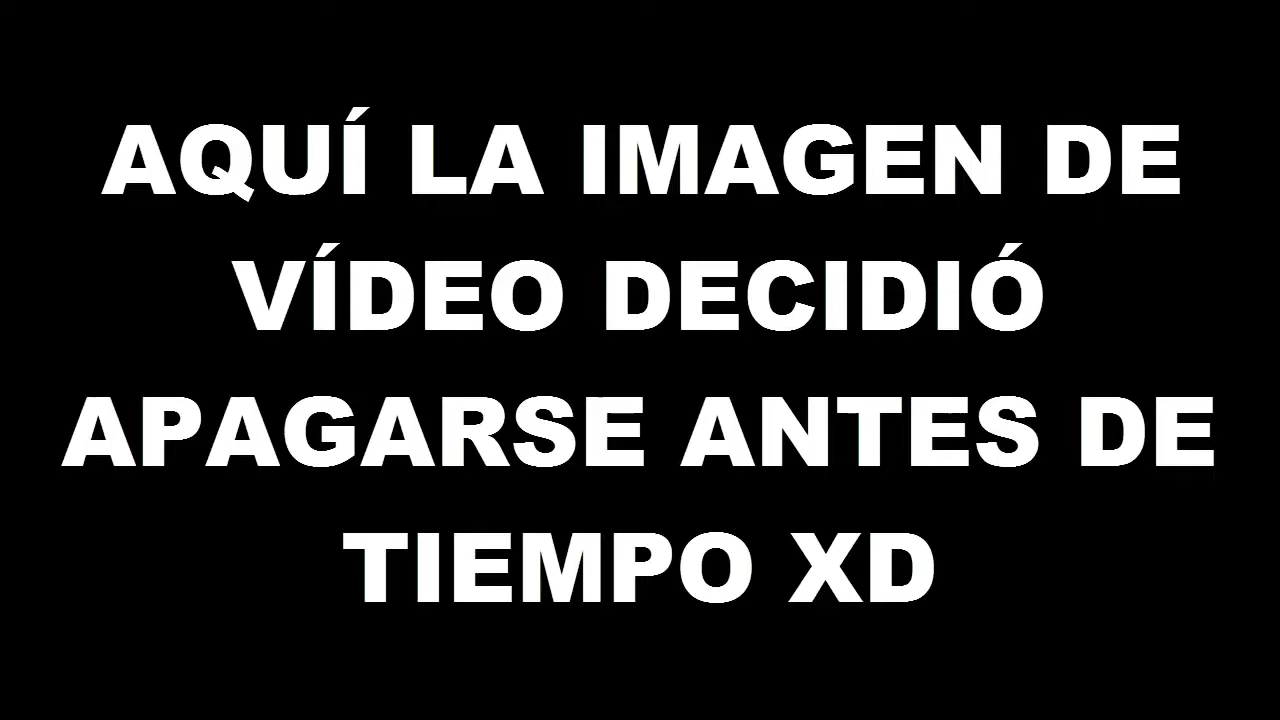 AQUÍ LA IMAGEN DE
VÍDEO DECIDIÓ
APAGARSE ANTES DE
TIEMPO XD